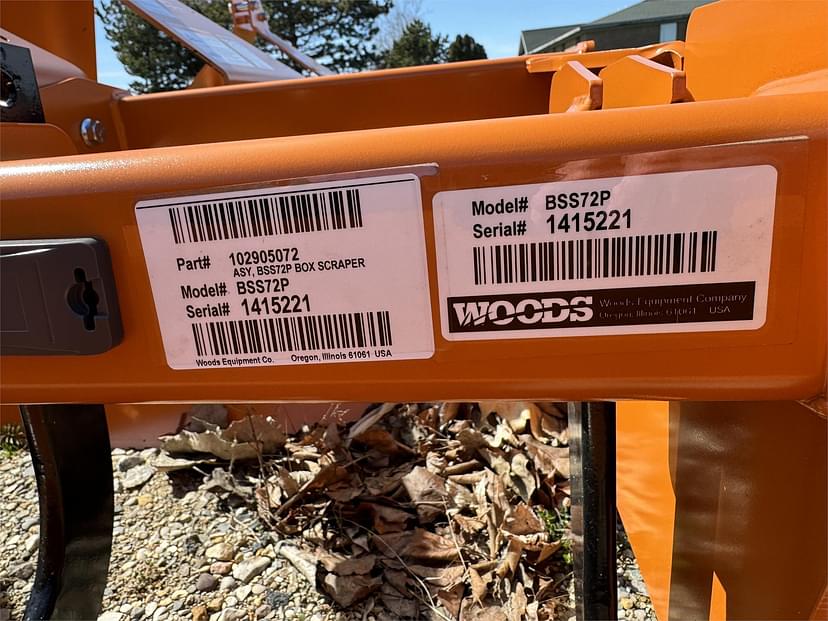 Part# 102905072
ASY, BSS72P BOX SCRAPER
Model# BSS72P
Serial# 1415221
Woods Equipment Co. Oregon, Illinois 61061 USA
Model# BSS72P
Serial# 1415221
WOODS
Woods Equipment Company
Oregon, Illinois 61061 USA